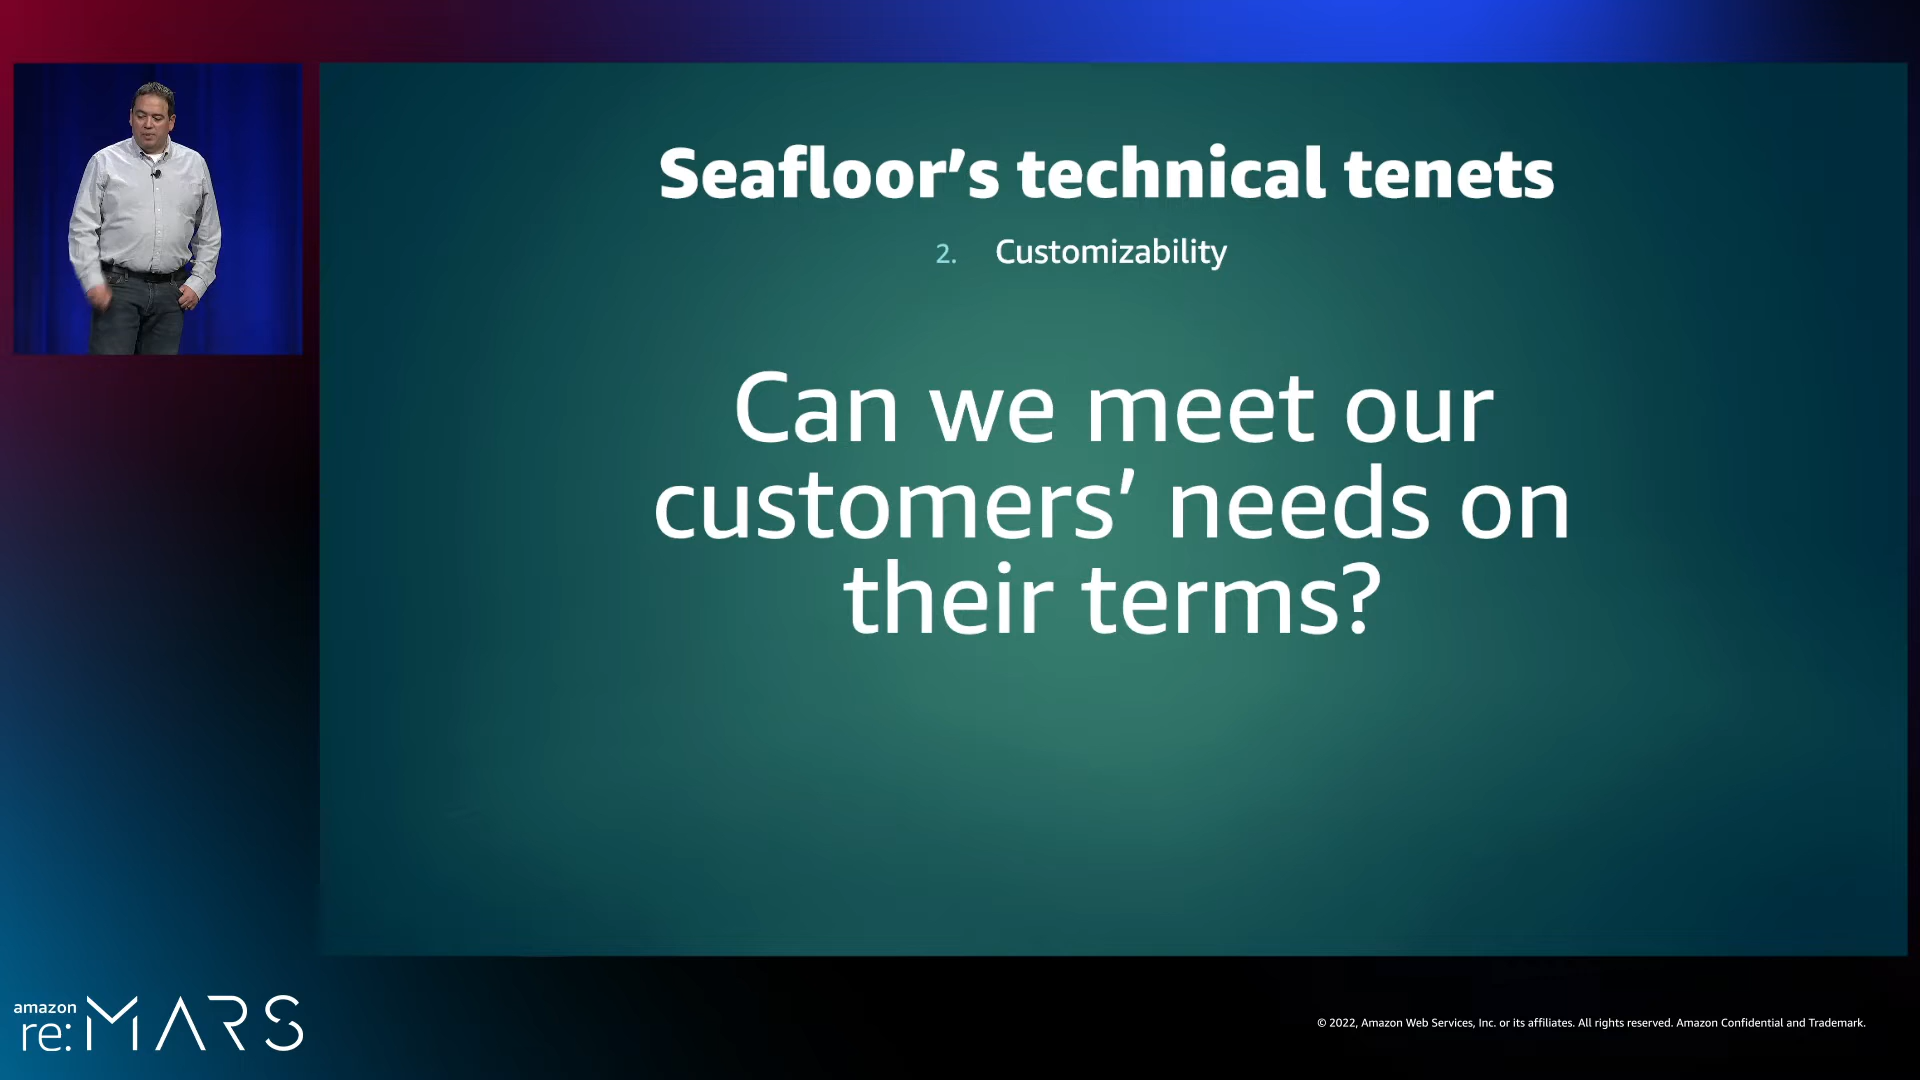 Seafloor’s technical tenets
2. Customizability
Can we meet our
customers’ needs on
their terms?
amazon
re:MARS
© 2022, Amazon Web Services, Inc. or its affiliates. All rights reserved. Amazon Confidential and Trademark.